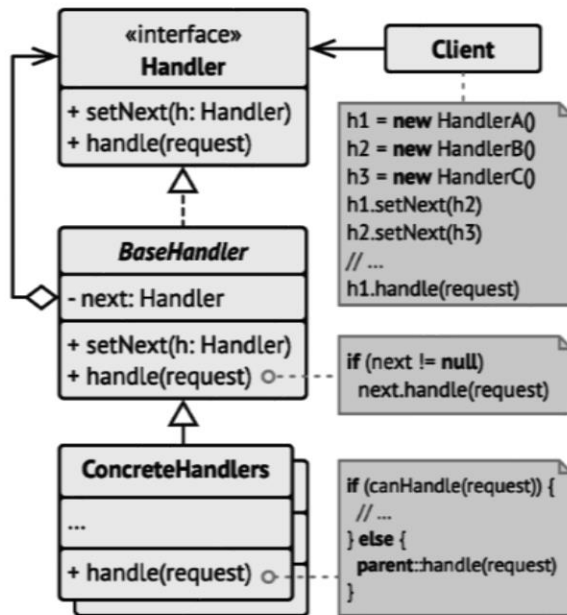 «interface»
Handler
+ setNext(h: Handler)
+ handle(request)
Client
h1 = new HandlerA()
h2 = new HandlerB()
h3 = new HandlerC()
h1.setNext(h2)
h2.setNext(h3)
// ...
h1.handle(request)
BaseHandler
- next: Handler
+ setNext(h: Handler)
+ handle(request)
if (next != null)
next.handle(request)
ConcreteHandlers
...
+ handle(request)
if (canHandle(request)) {
// ...
} else {
parent::handle(request)
}